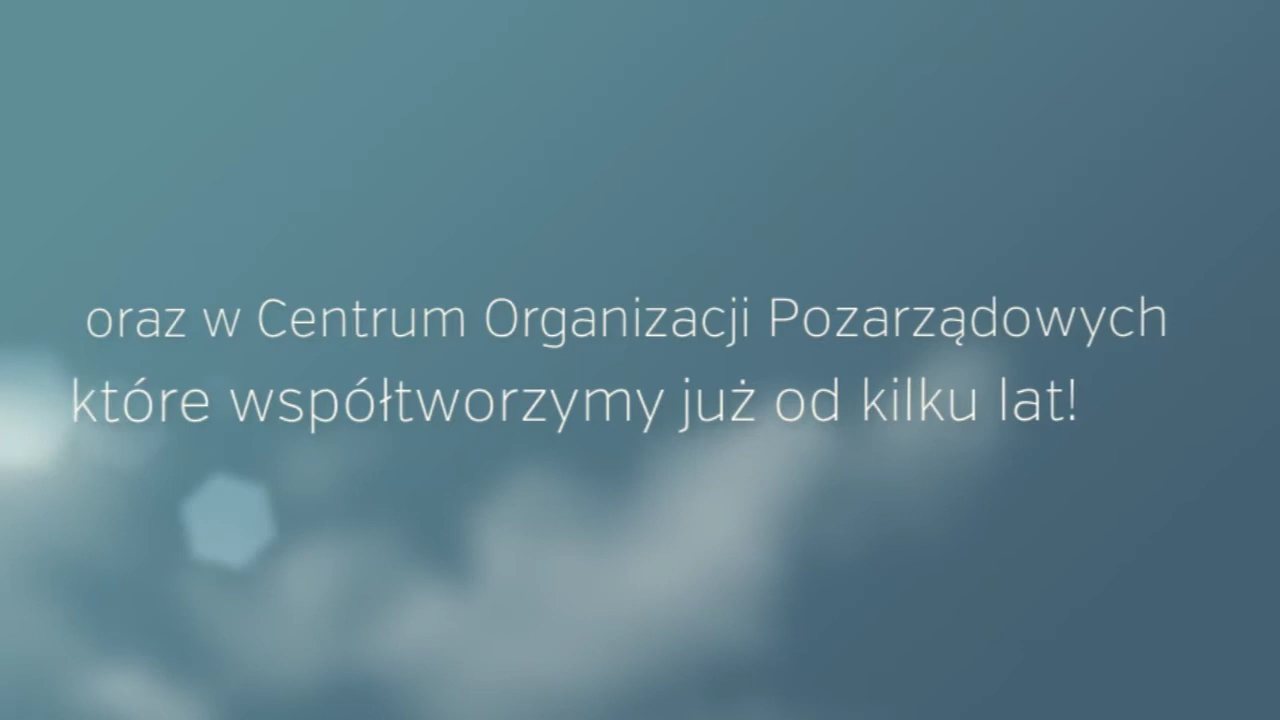 oraz w Centrum Organizacji Pozarządowych
które współtworzymy już od kilku lat!